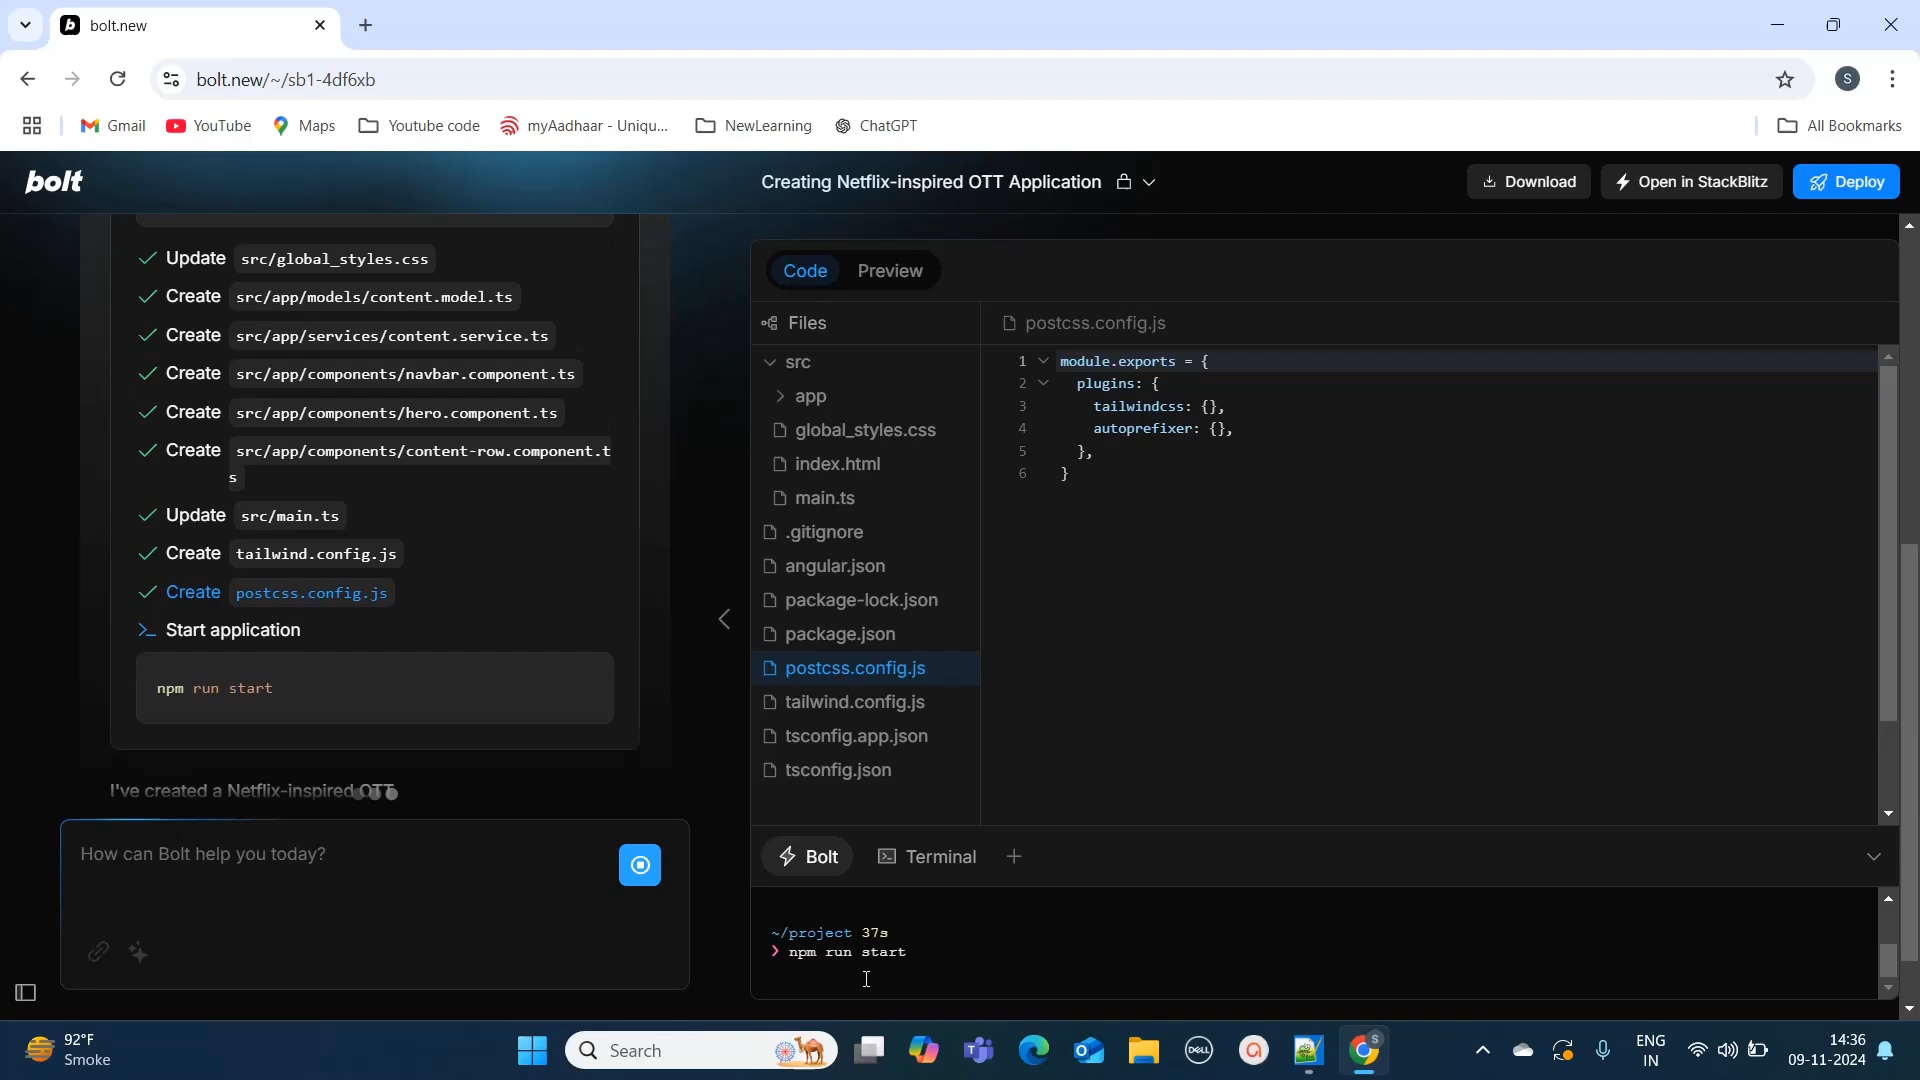 bolt.new
bolt.new/~/sb1-4df6xb
S
Gmail
YouTube
Maps
Youtube code
myAadhaar - Uniqu...
NewLearning
ChatGPT
All Bookmarks
bolt
Creating Netflix-inspired OTT Application
Download
Open in StackBlitz
Deploy
Update src/global_styles.css
Create src/app/models/content.model.ts
Create src/app/services/content.service.ts
Create src/app/components/navbar.component.ts
Create src/app/components/hero.component.ts
Create src/app/components/content-row.component.t
s
Update src/main.ts
Create tailwind.config.js
Create postcss.config.js
Start application
npm run start
I've created a Netflix-inspired OTT
How can Bolt help you today?
Code
Preview
Files
src
app
global_styles.css
index.html
main.ts
.gitignore
angular.json
package-lock.json
package.json
postcss.config.js
tailwind.config.js
tsconfig.app.json
tsconfig.json
postcss.config.js
1 module.exports = {
2 plugins: {
3 tailwindcss: {},
4 autoprefixer: {},
5 },
6 }
Bolt
Terminal
~/project 37s
❯ npm run start
92°F
Smoke
Search
DELL
S
ENG
IN
14:36
09-11-2024